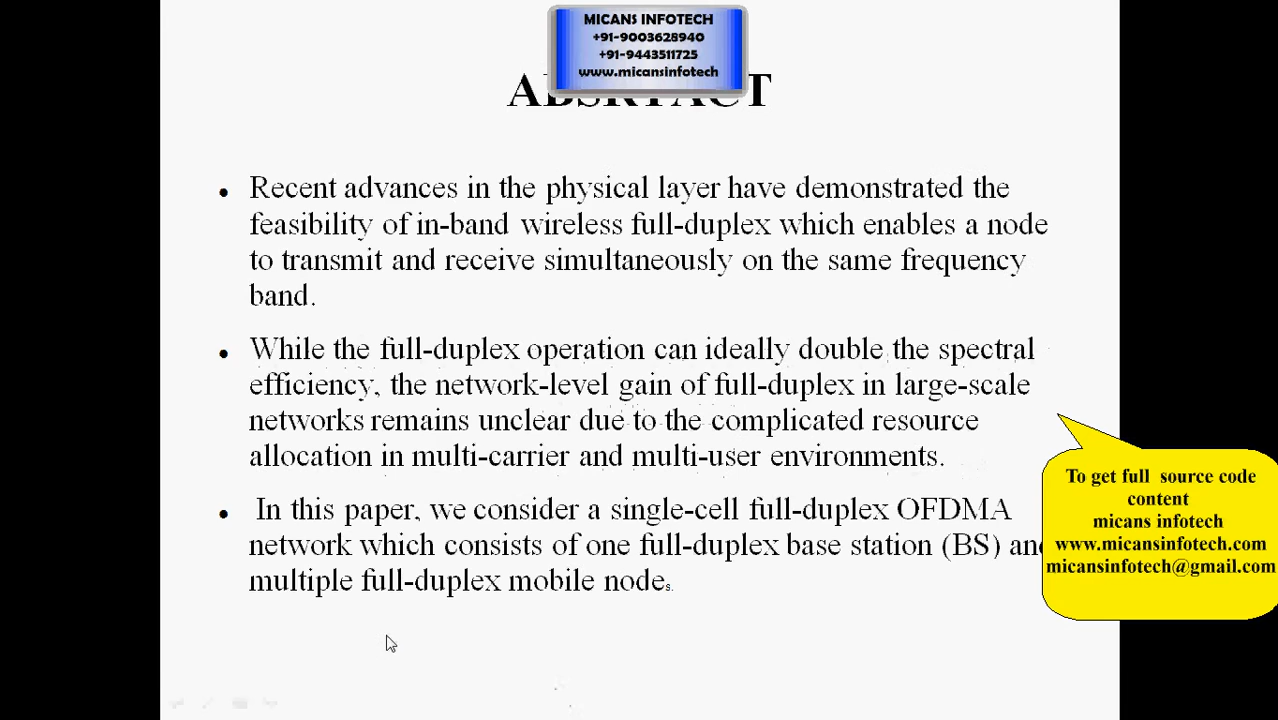 MICANS INFOTECH
+91-9003628940
+91-9443511725
www.micansinfotech
ABSRTACT
• Recent advances in the physical layer have demonstrated the
feasibility of in-band wireless full-duplex which enables a node
to transmit and receive simultaneously on the same frequency
band.
• While the full-duplex operation can ideally double the spectral
efficiency, the network-level gain of full-duplex in large-scale
networks remains unclear due to the complicated resource
allocation in multi-carrier and multi-user environments.
• In this paper, we consider a single-cell full-duplex OFDMA
network which consists of one full-duplex base station (BS) and
multiple full-duplex mobile nodes.
To get full source code
content
micans infotech
www.micansinfotech.com
micansinfotech@gmail.com